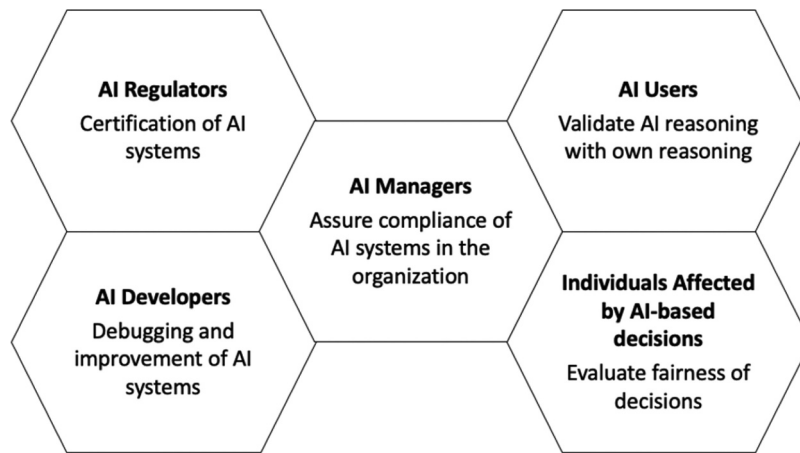 AI Regulators
Certification of AI
systems
AI Users
Validate AI reasoning
with own reasoning
AI Managers
Assure compliance of
AI systems in the
organization
AI Developers
Debugging and
improvement of AI
systems
Individuals Affected
by AI-based
decisions
Evaluate fairness of
decisions